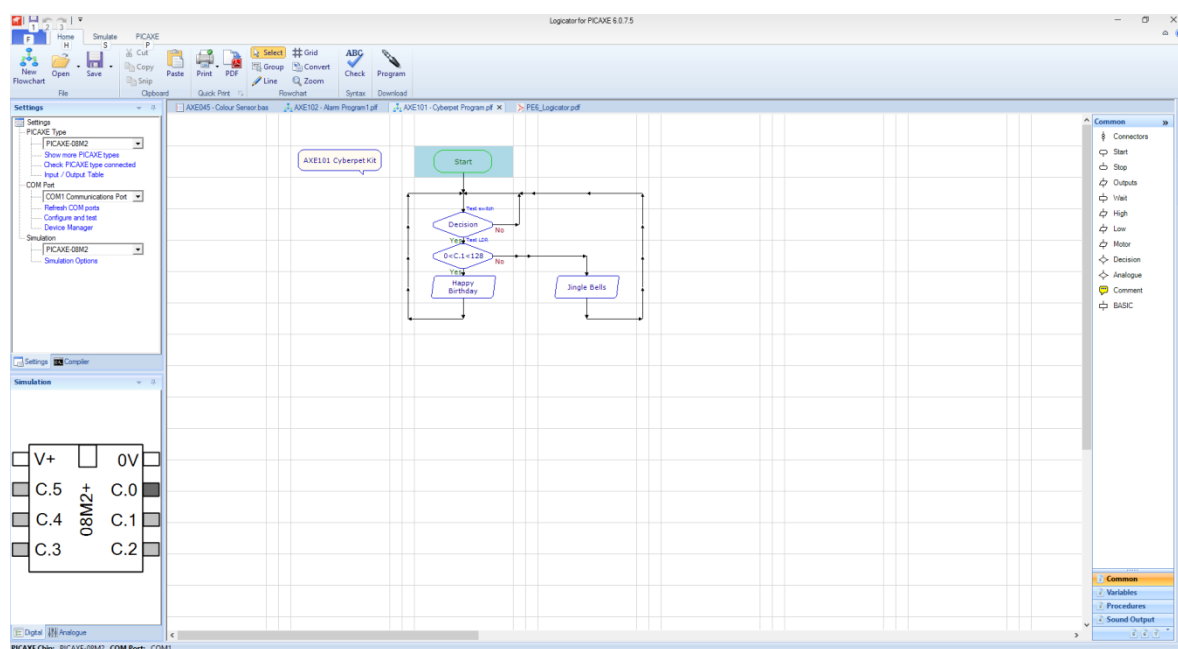 Logicator for PICAXE 6.0.7.5
1 2 3
F Home Simulate PICAXE
H S P
New Flowchart
Open
Save
Cut
Copy
Snip
Paste
Print
PDF
Select
Group
Line
Grid
Convert
Zoom
ABC
Check
Program
File Clipboard Quick Print Flowchart Syntax Download
Settings
AXE045 - Colour Sensor.bas AXE102 - Alarm Program1.plf AXE101 - Cyberpet Program.plf PE6_Logicator.pdf
Settings
PICAXE Type
PICAXE-08M2
Show more PICAXE types
Check PICAXE type connected
Input / Output Table
COM Port
COM1 Communications Port
Refresh COM ports
Configure and test
Device Manager
Simulation
PICAXE-08M2
Simulation Options
Settings Compiler
AXE101 Cyberpet Kit
Start
Test switch
Decision
No
Yes
Test LDR
0<C.1<128
No
Yes
Happy
Birthday
Jingle Bells
Common
Connectors
Start
Stop
Outputs
Wait
High
Low
Motor
Decision
Analogue
Comment
BASIC
Simulation
V+ 0V
C.5 C.0
C.4 C.1
C.3 C.2
08M2+
Common
Variables
Procedures
Sound Output
Digital Analogue
PICAXE Chip: PICAXE-08M2 COM Port: COM1